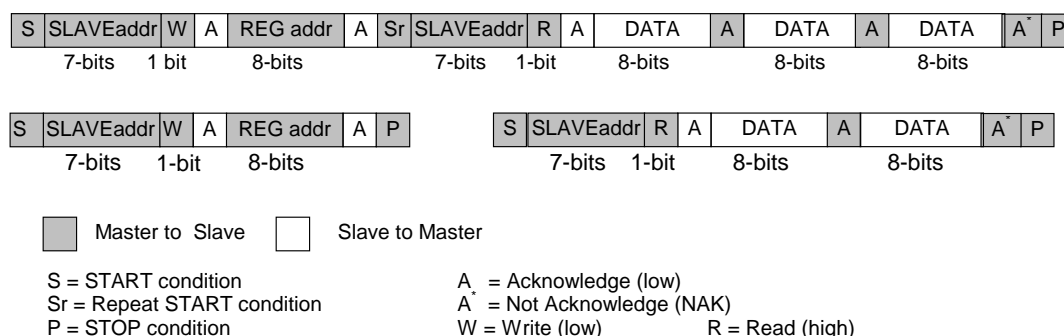 S SLAVEaddr W A REG addr A Sr SLAVEaddr R A DATA A DATA A DATA A* P
7-bits 1 bit 8-bits 7-bits 1-bit 8-bits 8-bits 8-bits
S SLAVEaddr W A REG addr A P S SLAVEaddr R A DATA A DATA A* P
7-bits 1-bit 8-bits 7-bits 1-bit 8-bits 8-bits
Master to Slave Slave to Master
S = START condition A = Acknowledge (low)
Sr = Repeat START condition A* = Not Acknowledge (NAK)
P = STOP condition W = Write (low) R = Read (high)